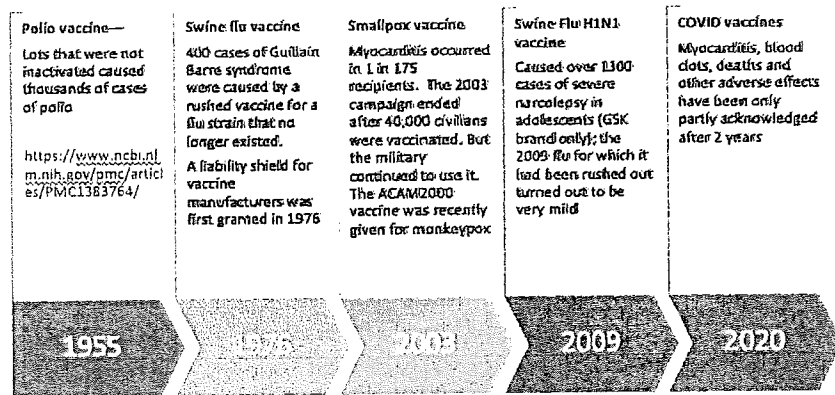 Polio vaccine—
Lots that were not
inactivated caused
thousands of cases
of polio
https://www.ncbi.nl
m.nih.gov/pmc/articl
es/PMC1383764/
Swine flu vaccine
400 cases of Guillain
Barre syndrome
were caused by a
rushed vaccine for a
flu strain that no
longer existed.
A liability shield for
vaccine
manufacturers was
first granted in 1976
Smallpox vaccine
Myocarditis occurred
in 1 in 175
recipients. The 2003
campaign ended
after 40,000 civilians
were vaccinated. But
the military
continued to use it.
The ACAM2000
vaccine was recently
given for monkeypox
Swine Flu H1N1
vaccine
Caused over 1300
cases of severe
narcolepsy in
adolescents (GSK
brand only); the
2009 flu for which it
had been rushed out
turned out to be
very mild
COVID vaccines
Myocarditis, blood
clots, deaths and
other adverse effects
have been only
partly acknowledged
after 2 years
1955
1976
2003
2009
2020